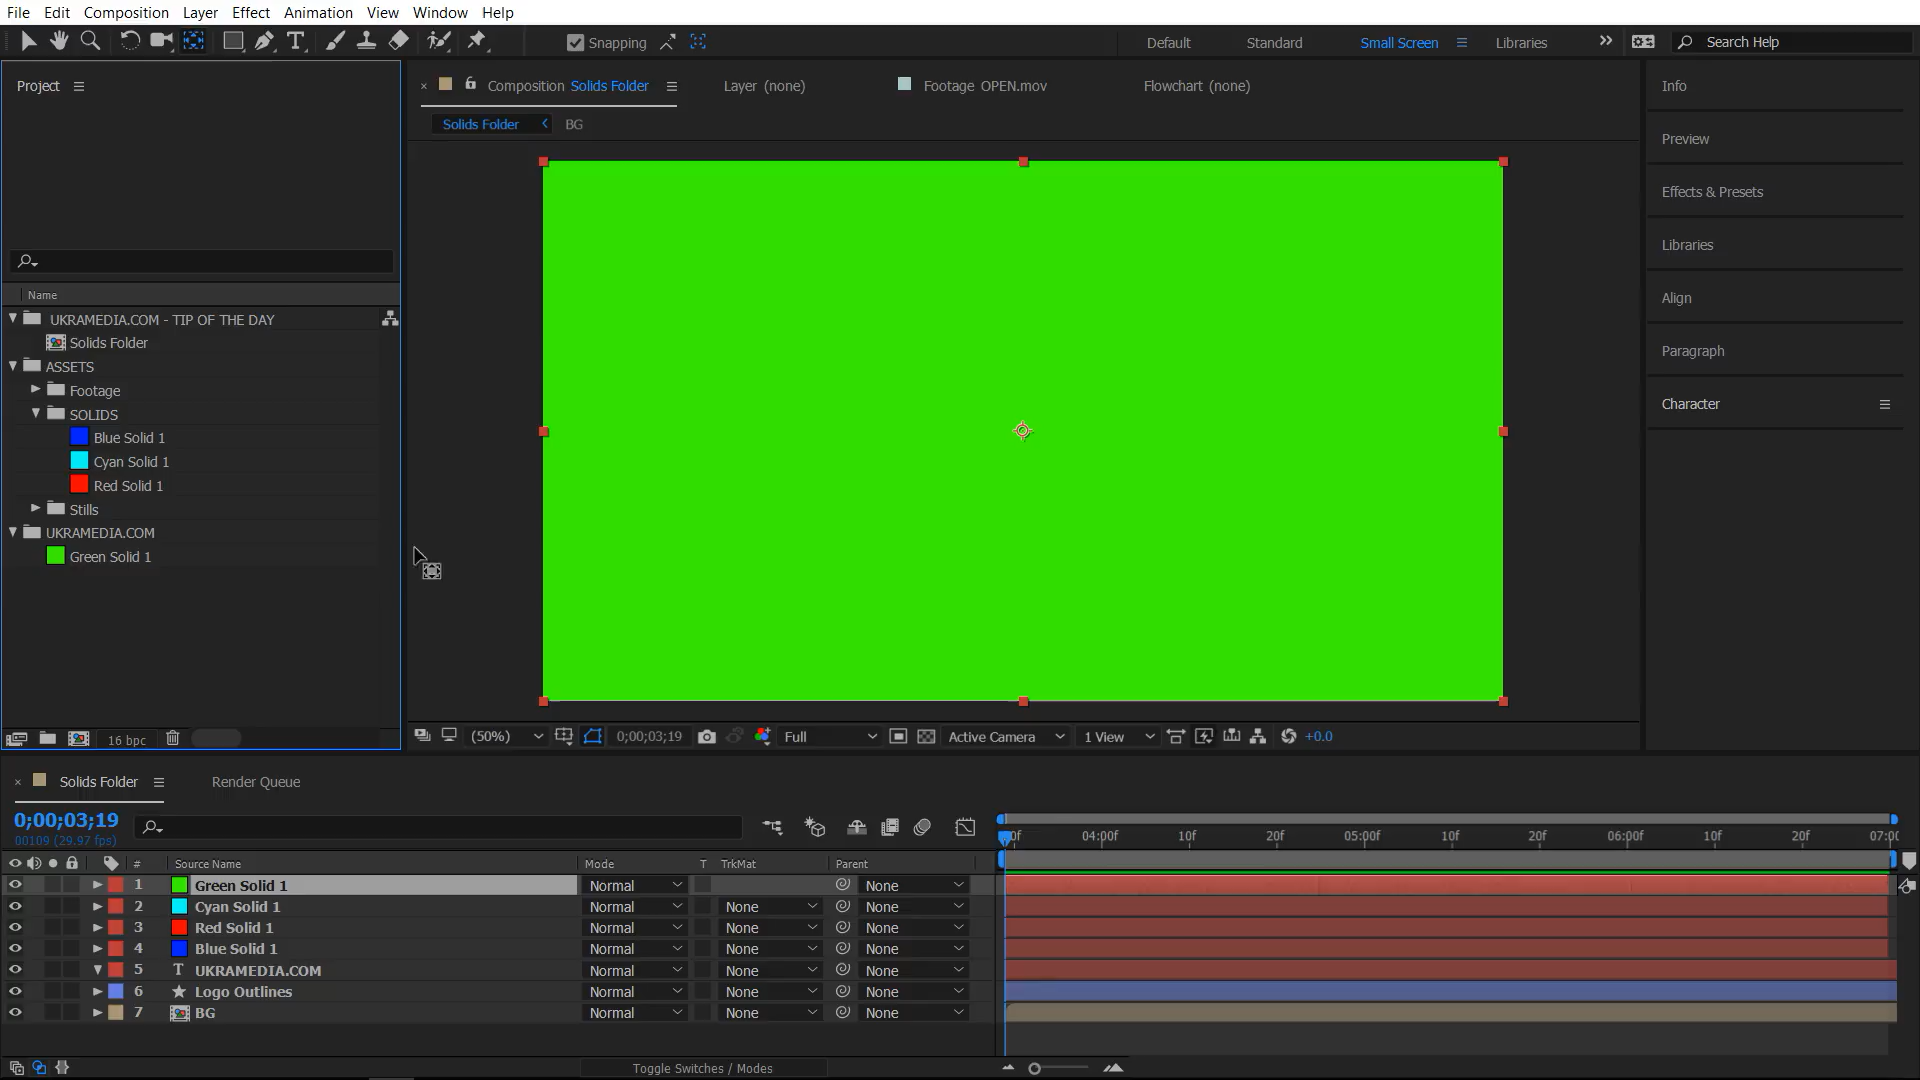 File Edit Composition Layer Effect Animation View Window Help
Snapping Default Standard Small Screen Libraries Search Help
Project
Composition Solids Folder Layer (none) Footage OPEN.mov Flowchart (none)
Solids Folder BG
Name
UKRAMEDIA.COM - TIP OF THE DAY
Solids Folder
ASSETS
Footage
SOLIDS
Blue Solid 1
Cyan Solid 1
Red Solid 1
Stills
UKRAMEDIA.COM
Green Solid 1
16 bpc
Info
Preview
Effects & Presets
Libraries
Align
Paragraph
Character
(50%) 0;00;03;19 Full Active Camera 1 View +0.0
Solids Folder Render Queue
0;00;03;19
00109 (29.97 fps)
04:00f 10f 20f 05:00f 10f 20f 06:00f 10f 20f
# Source Name Mode T TrkMat Parent
1 Green Solid 1 Normal None
2 Cyan Solid 1 Normal None None
3 Red Solid 1 Normal None None
4 Blue Solid 1 Normal None None
5 T UKRAMEDIA.COM Normal None None
6 Logo Outlines Normal None None
7 BG Normal None None
Toggle Switches / Modes